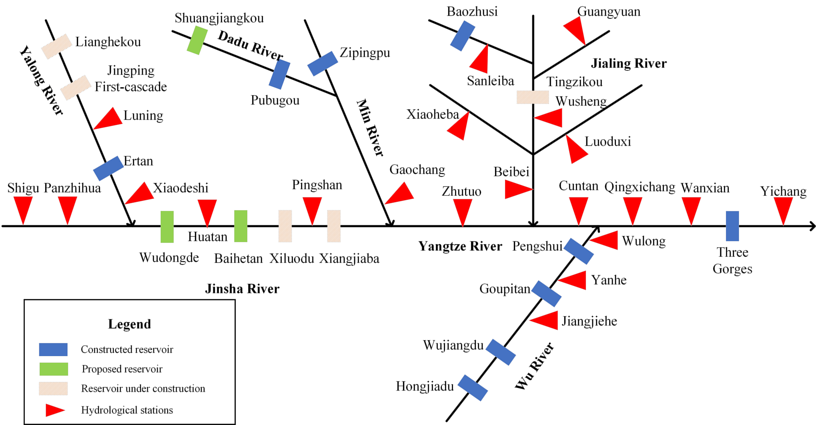 Shuangjiangkou
Baozhusi
Guangyuan
Lianghekou
Dadu River
Zipingpu
Jialing River
Yalong River
Jingping
First-cascade
Pubugou
Sanleiba
Tingzikou
Wusheng
Luning
Min River
Xiaoheba
Luoduxi
Ertan
Gaochang
Beibei
Shigu
Panzhihua
Xiaodeshi
Pingshan
Zhutuo
Cuntan
Qingxichang
Wanxian
Yichang
Huatan
Wudongde
Baihetan
Xiluodu
Xiangjiaba
Yangtze River
Pengshui
Wulong
Three
Gorges
Jinsha River
Goupitan
Yanhe
Jiangjiehe
Wujiangdu
Wu River
Hongjiadu
Legend
Constructed reservoir
Proposed reservoir
Reservoir under construction
Hydrological stations